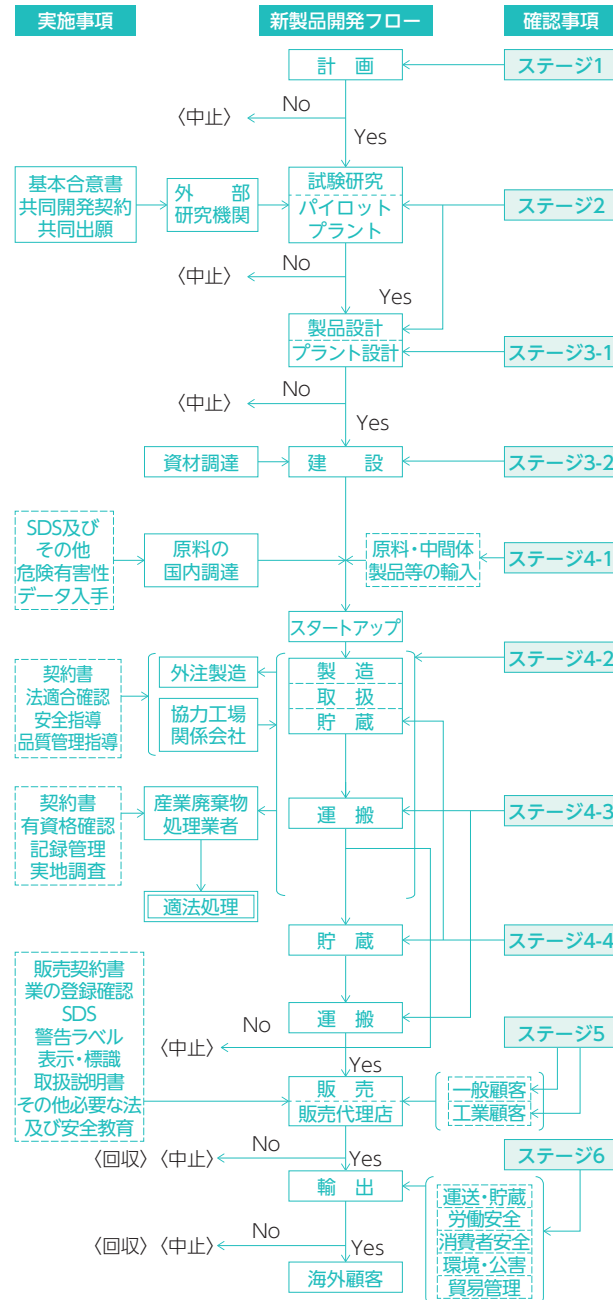 実施事項
新製品開発フロー
確認事項
計 画
ステージ1
No
〈中止〉
Yes
基本合意書
共同開発契約
共同出願
外 部
研究機関
試験研究
パイロット
プラント
ステージ2
No
〈中止〉
Yes
製品設計
プラント設計
ステージ3-1
No
〈中止〉
Yes
資材調達
建 設
ステージ3-2
SDS及び
その他
危険有害性
データ入手
原料の
国内調達
原料・中間体
製品等の輸入
ステージ4-1
スタートアップ
契約書
法適合確認
安全指導
品質管理指導
外注製造
協力工場
関係会社
製 造
取 扱
貯 蔵
ステージ4-2
契約書
有資格確認
記録管理
実地調査
産業廃棄物
処理業者
適法処理
運 搬
ステージ4-3
貯 蔵
ステージ4-4
販売契約書
業の登録確認
SDS
警告ラベル
表示・標識
取扱説明書
その他必要な法
及び安全教育
運 搬
No
〈中止〉
Yes
ステージ5
販 売
販売代理店
一般顧客
工業顧客
No
〈回収〉〈中止〉
Yes
ステージ6
輸 出
運送・貯蔵
労働安全
消費者安全
環境・公害
貿易管理
No
〈回収〉〈中止〉
Yes
海外顧客